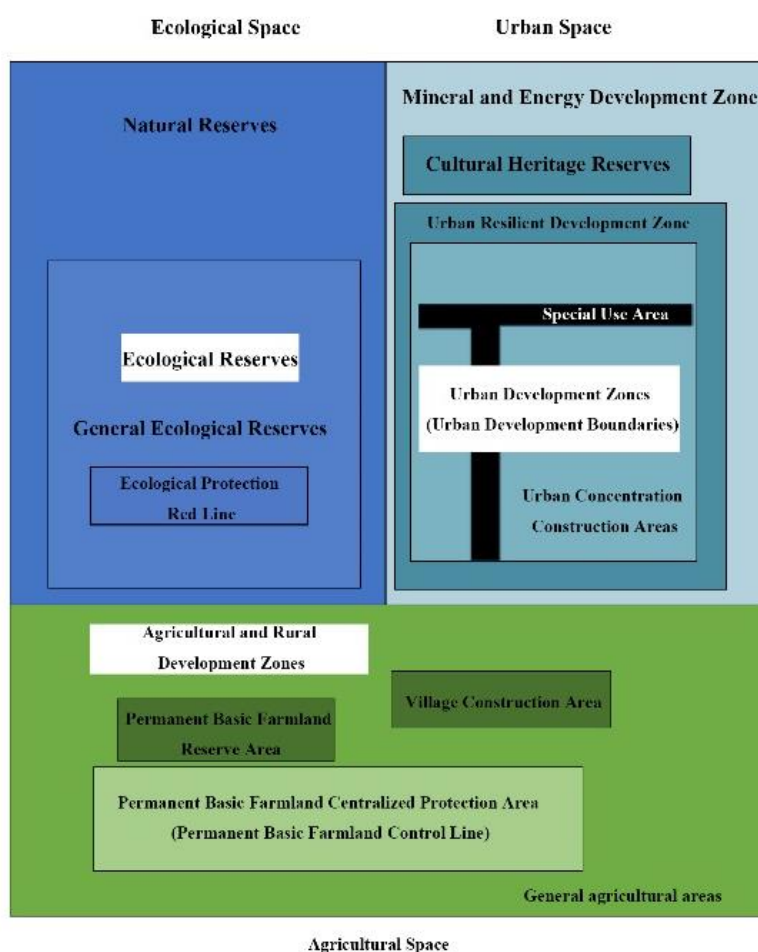 Ecological Space
Urban Space
Natural Reserves
Mineral and Energy Development Zone
Cultural Heritage Reserves
Urban Resilient Development Zone
Special Use Area
Ecological Reserves
General Ecological Reserves
Ecological Protection
Red Line
Urban Development Zones
(Urban Development Boundaries)
Urban Concentration
Construction Areas
Agricultural and Rural
Development Zones
Village Construction Area
Permanent Basic Farmland
Reserve Area
Permanent Basic Farmland Centralized Protection Area
(Permanent Basic Farmland Control Line)
General agricultural areas
Agricultural Space